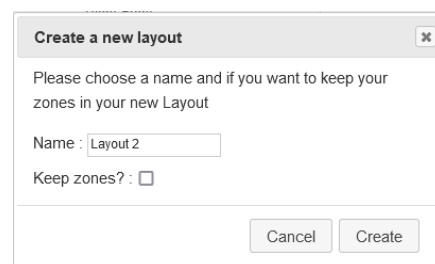 Create a new layout
Please choose a name and if you want to keep your
zones in your new Layout
Name : Layout 2
Keep zones? :
Cancel Create